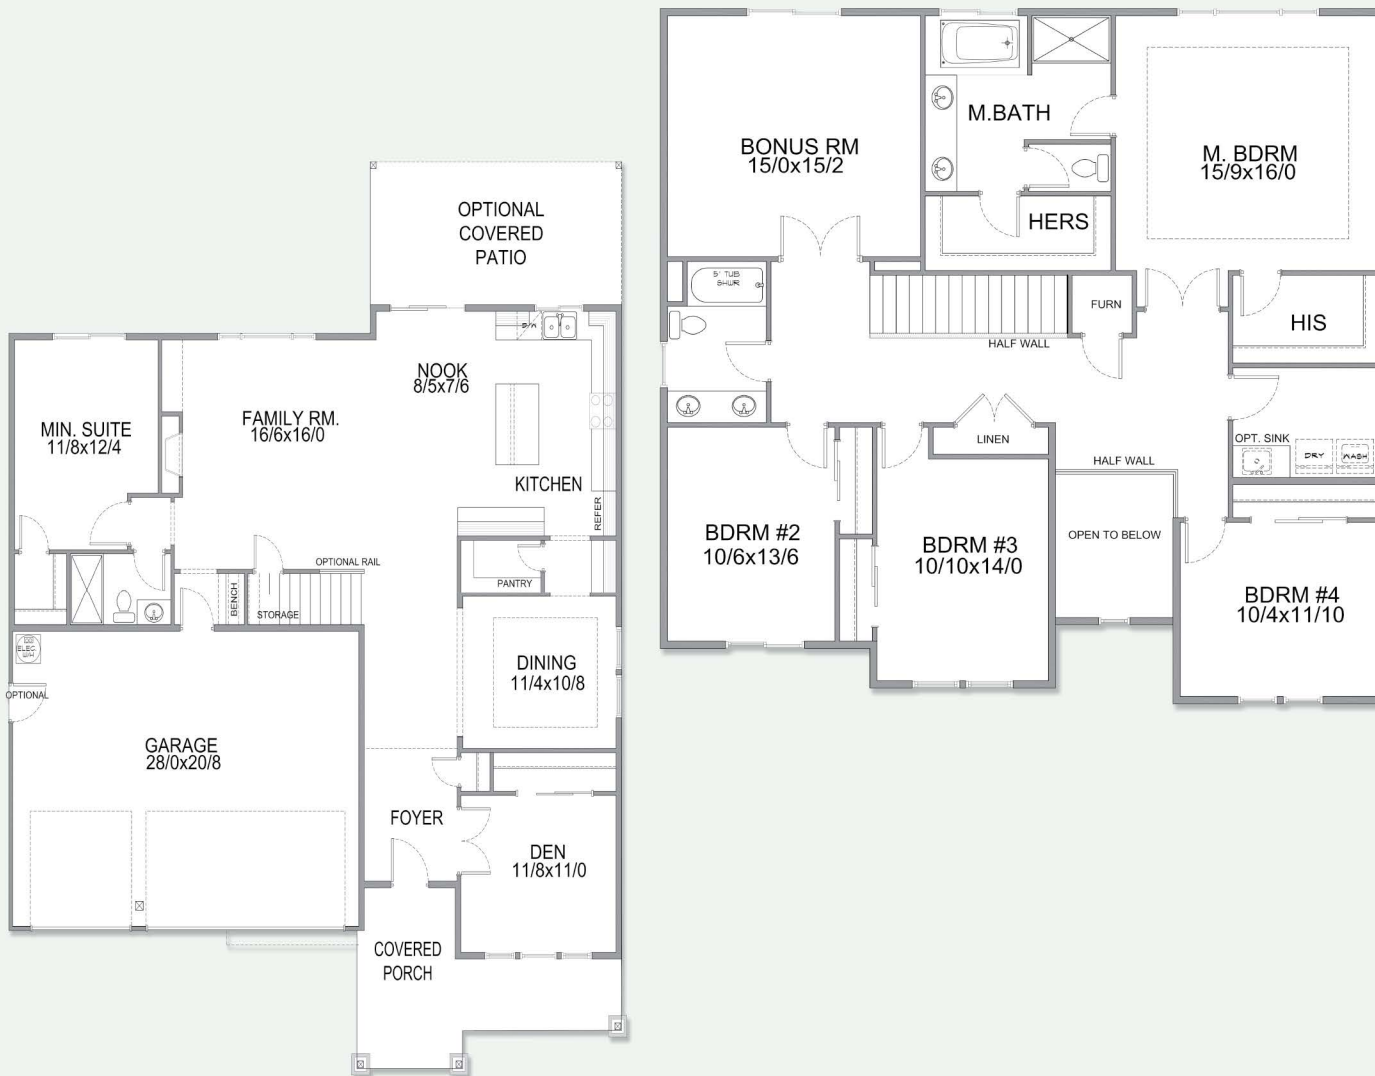 OPTIONAL
COVERED
PATIO
D/W
NOOK
8/5x7/6
MIN. SUITE
11/8x12/4
FAMILY RM.
16/6x16/0
KITCHEN
REFER
OPTIONAL RAIL
PANTRY
BENCH
STORAGE
ELEC.
W/H
OPTIONAL
DINING
11/4x10/8
GARAGE
28/0x20/8
FOYER
DEN
11/8x11/0
COVERED
PORCH
BONUS RM
15/0x15/2
M.BATH
M. BDRM
15/9x16/0
HERS
5' TUB
SHWR
FURN
HALF WALL
HIS
LINEN
OPT. SINK
DRY
WASH
HALF WALL
BDRM #2
10/6x13/6
BDRM #3
10/10x14/0
OPEN TO BELOW
BDRM #4
10/4x11/10